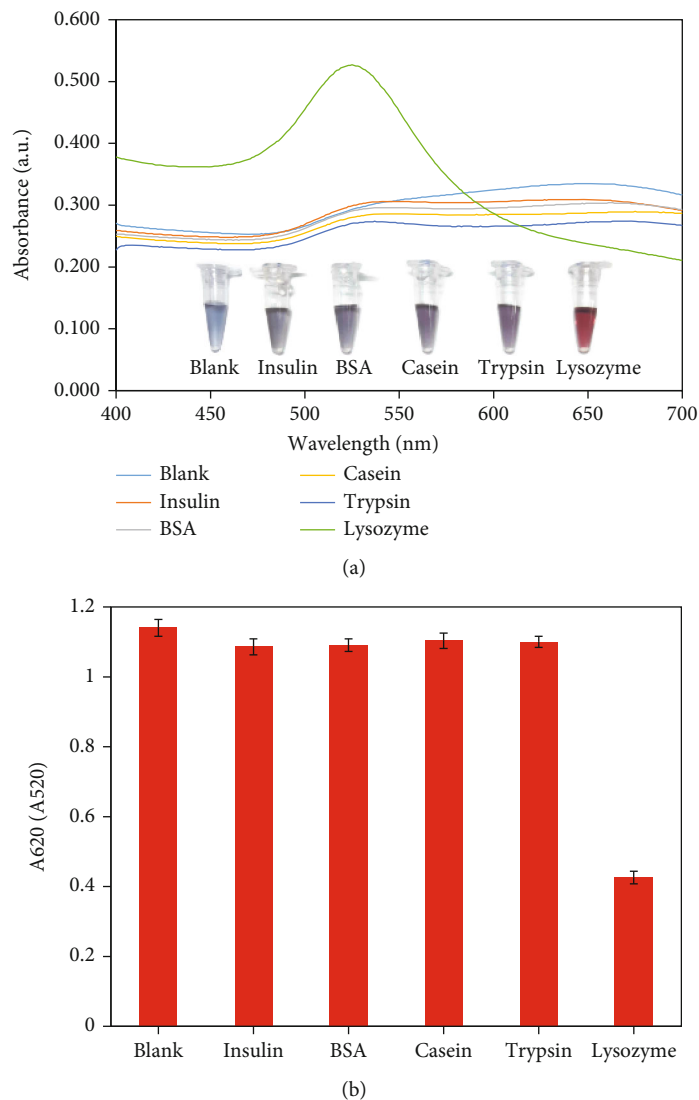 0.600
0.500
0.400
0.300
0.200
0.100
0.000
Absorbance (a.u.)
Blank Insulin BSA Casein Trypsin Lysozyme
400 450 500 550 600 650 700
Wavelength (nm)
Blank Casein
Insulin Trypsin
BSA Lysozyme
(a)
1.2
1
0.8
0.6
0.4
0.2
0
A620 (A520)
Blank Insulin BSA Casein Trypsin Lysozyme
(b)